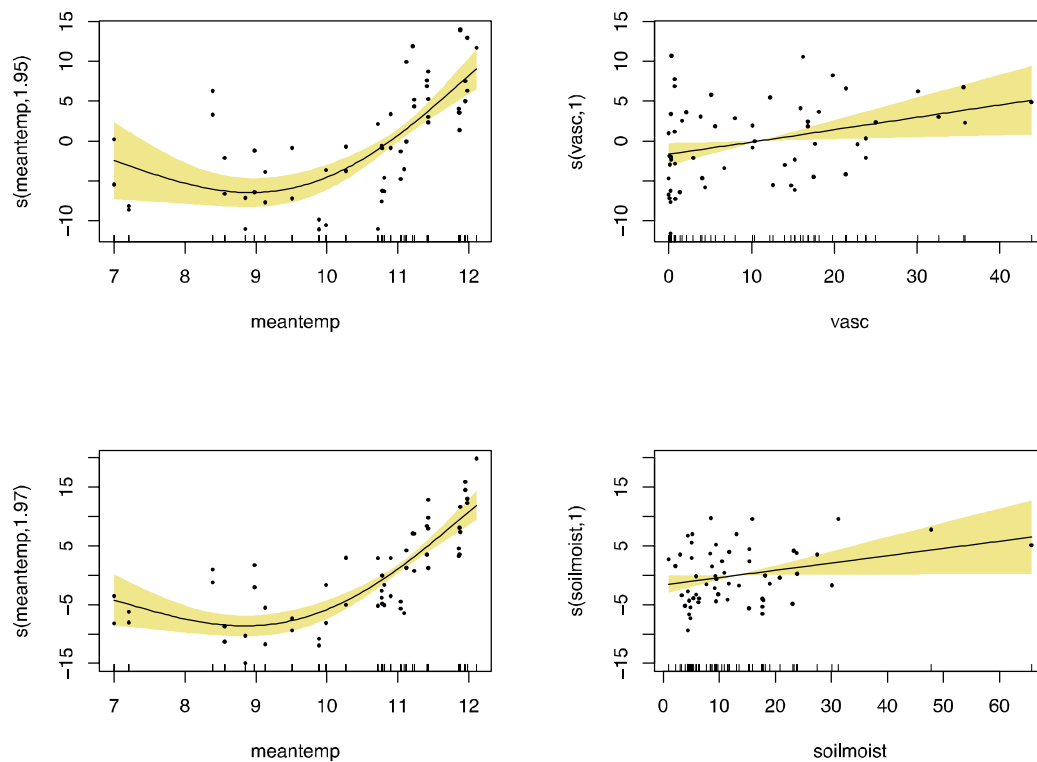 s(meantemp,1.95)
15
10
5
0
-10
7 8 9 10 11 12
meantemp
s(vasc,1)
15
10
5
0
-10
0 10 20 30 40
vasc
s(meantemp,1.97)
15
5
-5
-15
7 8 9 10 11 12
meantemp
s(soilmoist,1)
15
5
-5
-15
0 10 20 30 40 50 60
soilmoist